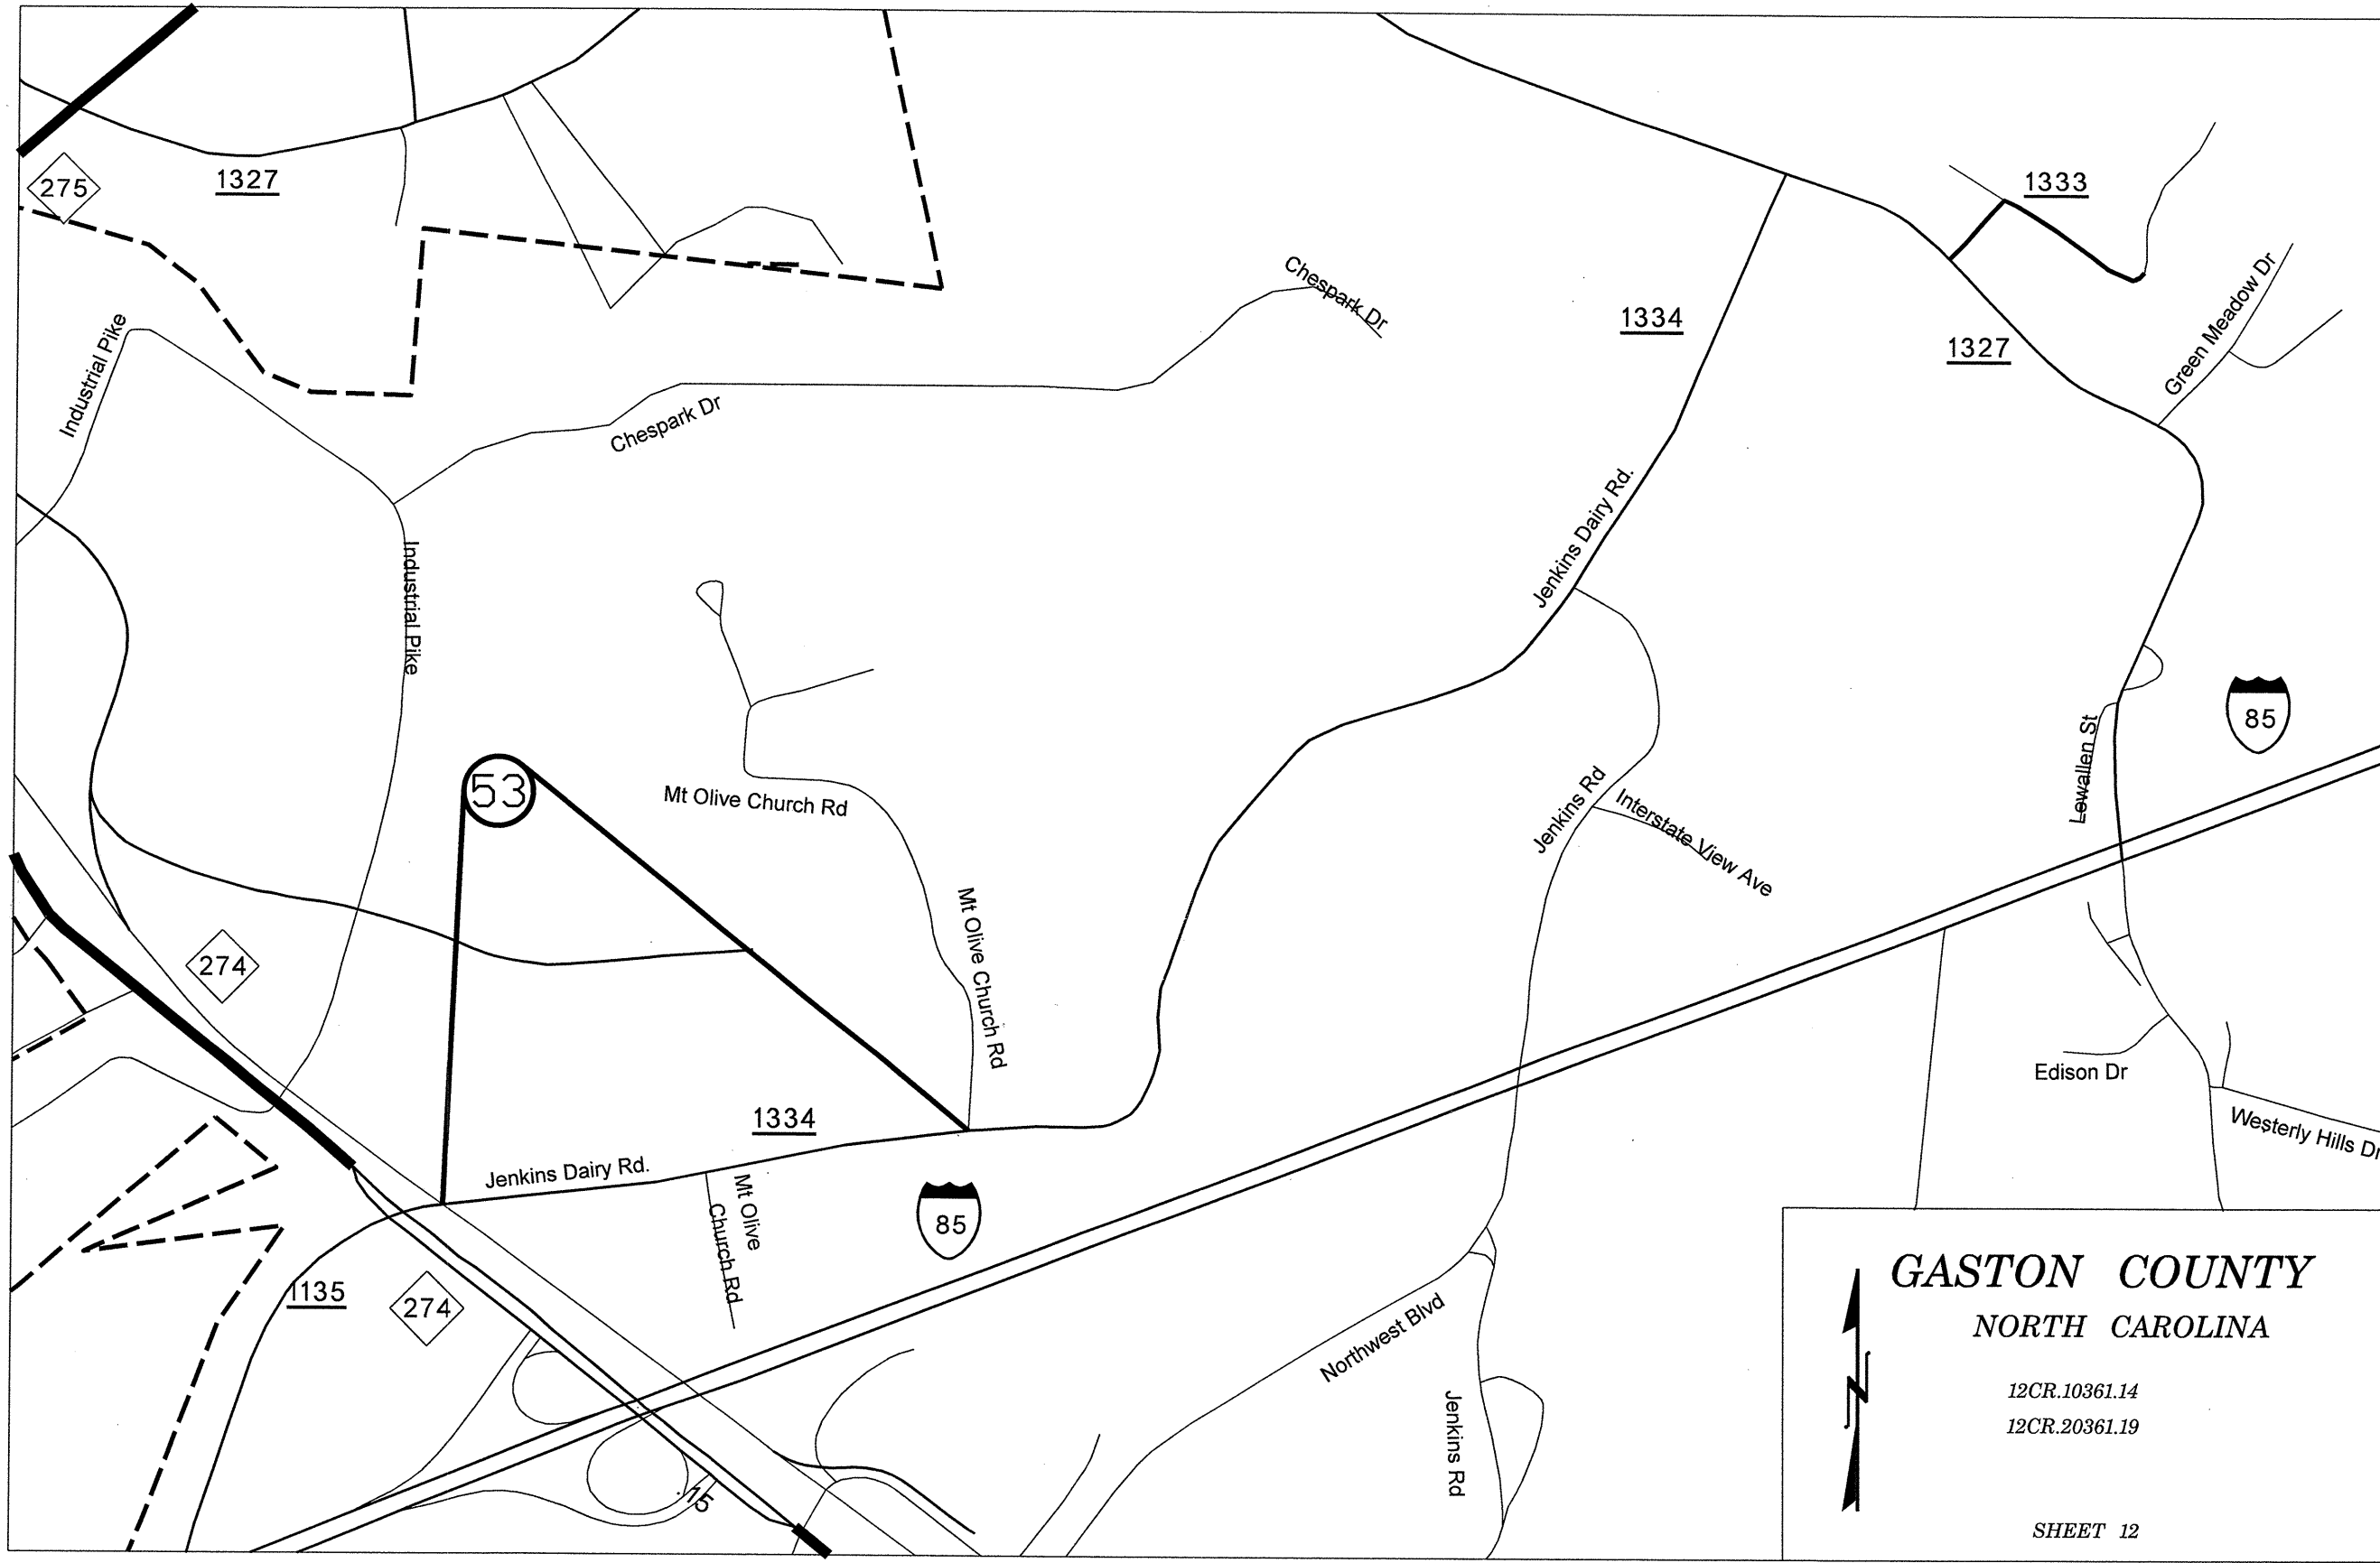 275
1327
1333
Chespark Dr
1334
1327
Green Meadow Dr
Industrial Pike
Chespark Dr
Jenkins Dairy Rd.
Industrial Pike
85
Lewallen St
53
Mt Olive Church Rd
Jenkins Rd
Interstate View Ave
Mt Olive Church Rd
274
Edison Dr
1334
Westerly Hills Dr
Jenkins Dairy Rd.
Mt Olive
Church Rd
85
1135
274
Northwest Blvd
Jenkins Rd
.15
GASTON COUNTY
NORTH CAROLINA
N
12CR.10361.14
12CR.20361.19
SHEET 12